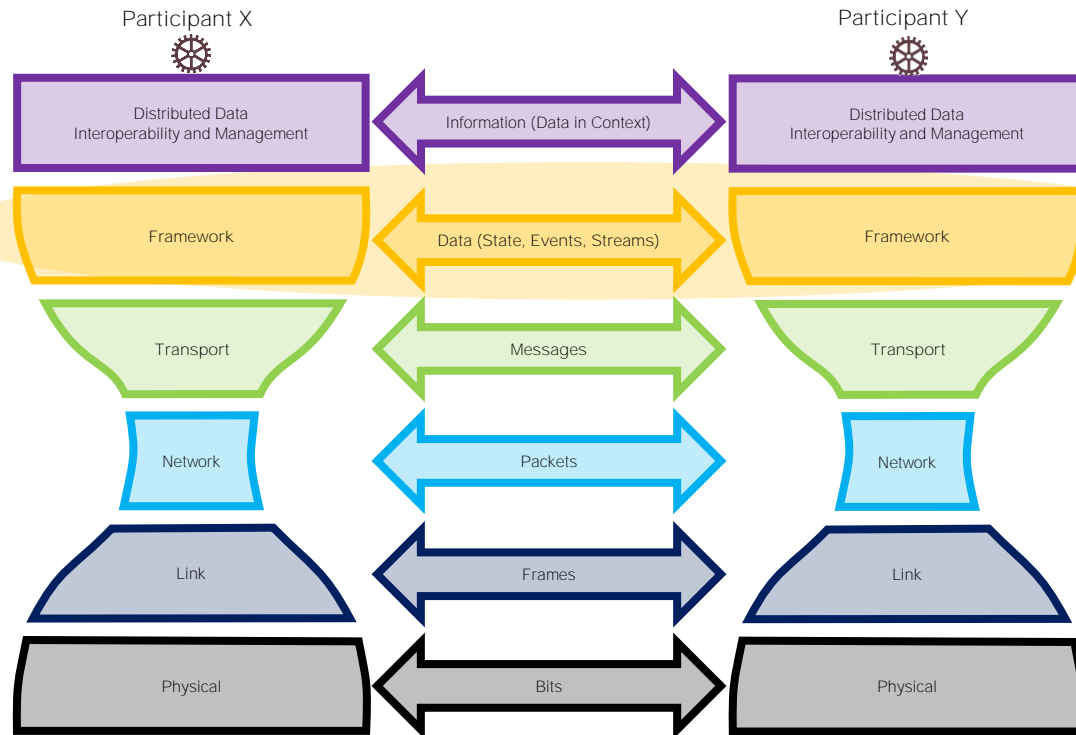 Participant X
Participant Y
Distributed Data
Interoperability and Management
Information (Data in Context)
Distributed Data
Interoperability and Management
Framework
Data (State, Events, Streams)
Framework
Transport
Messages
Transport
Network
Packets
Network
Link
Frames
Link
Physical
Bits
Physical